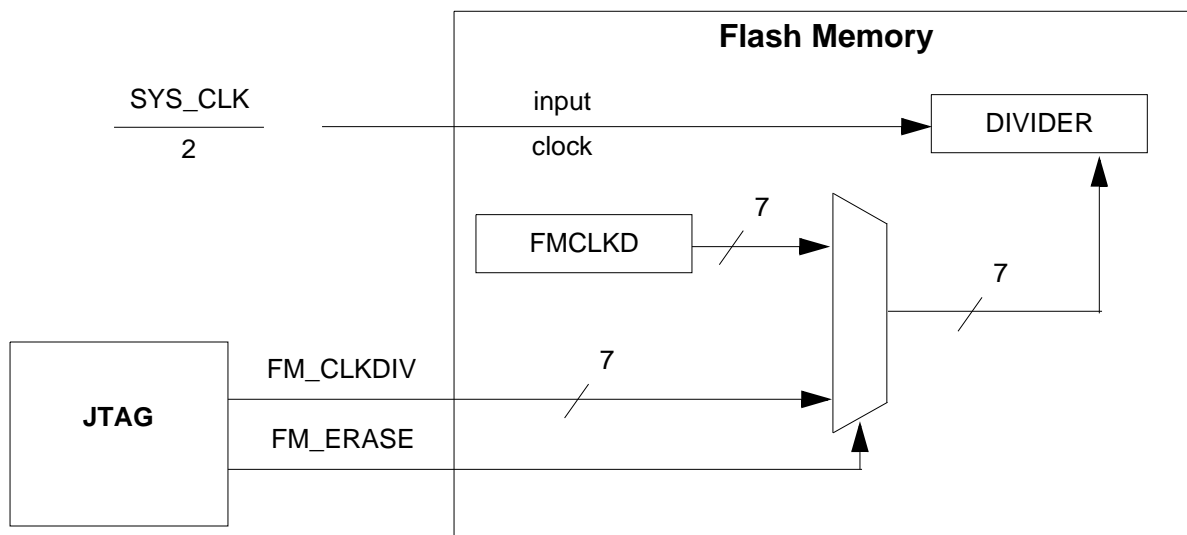 Flash Memory
SYS_CLK
2
input
clock
DIVIDER
7
FMCLKD
7
FM_CLKDIV
7
JTAG
FM_ERASE